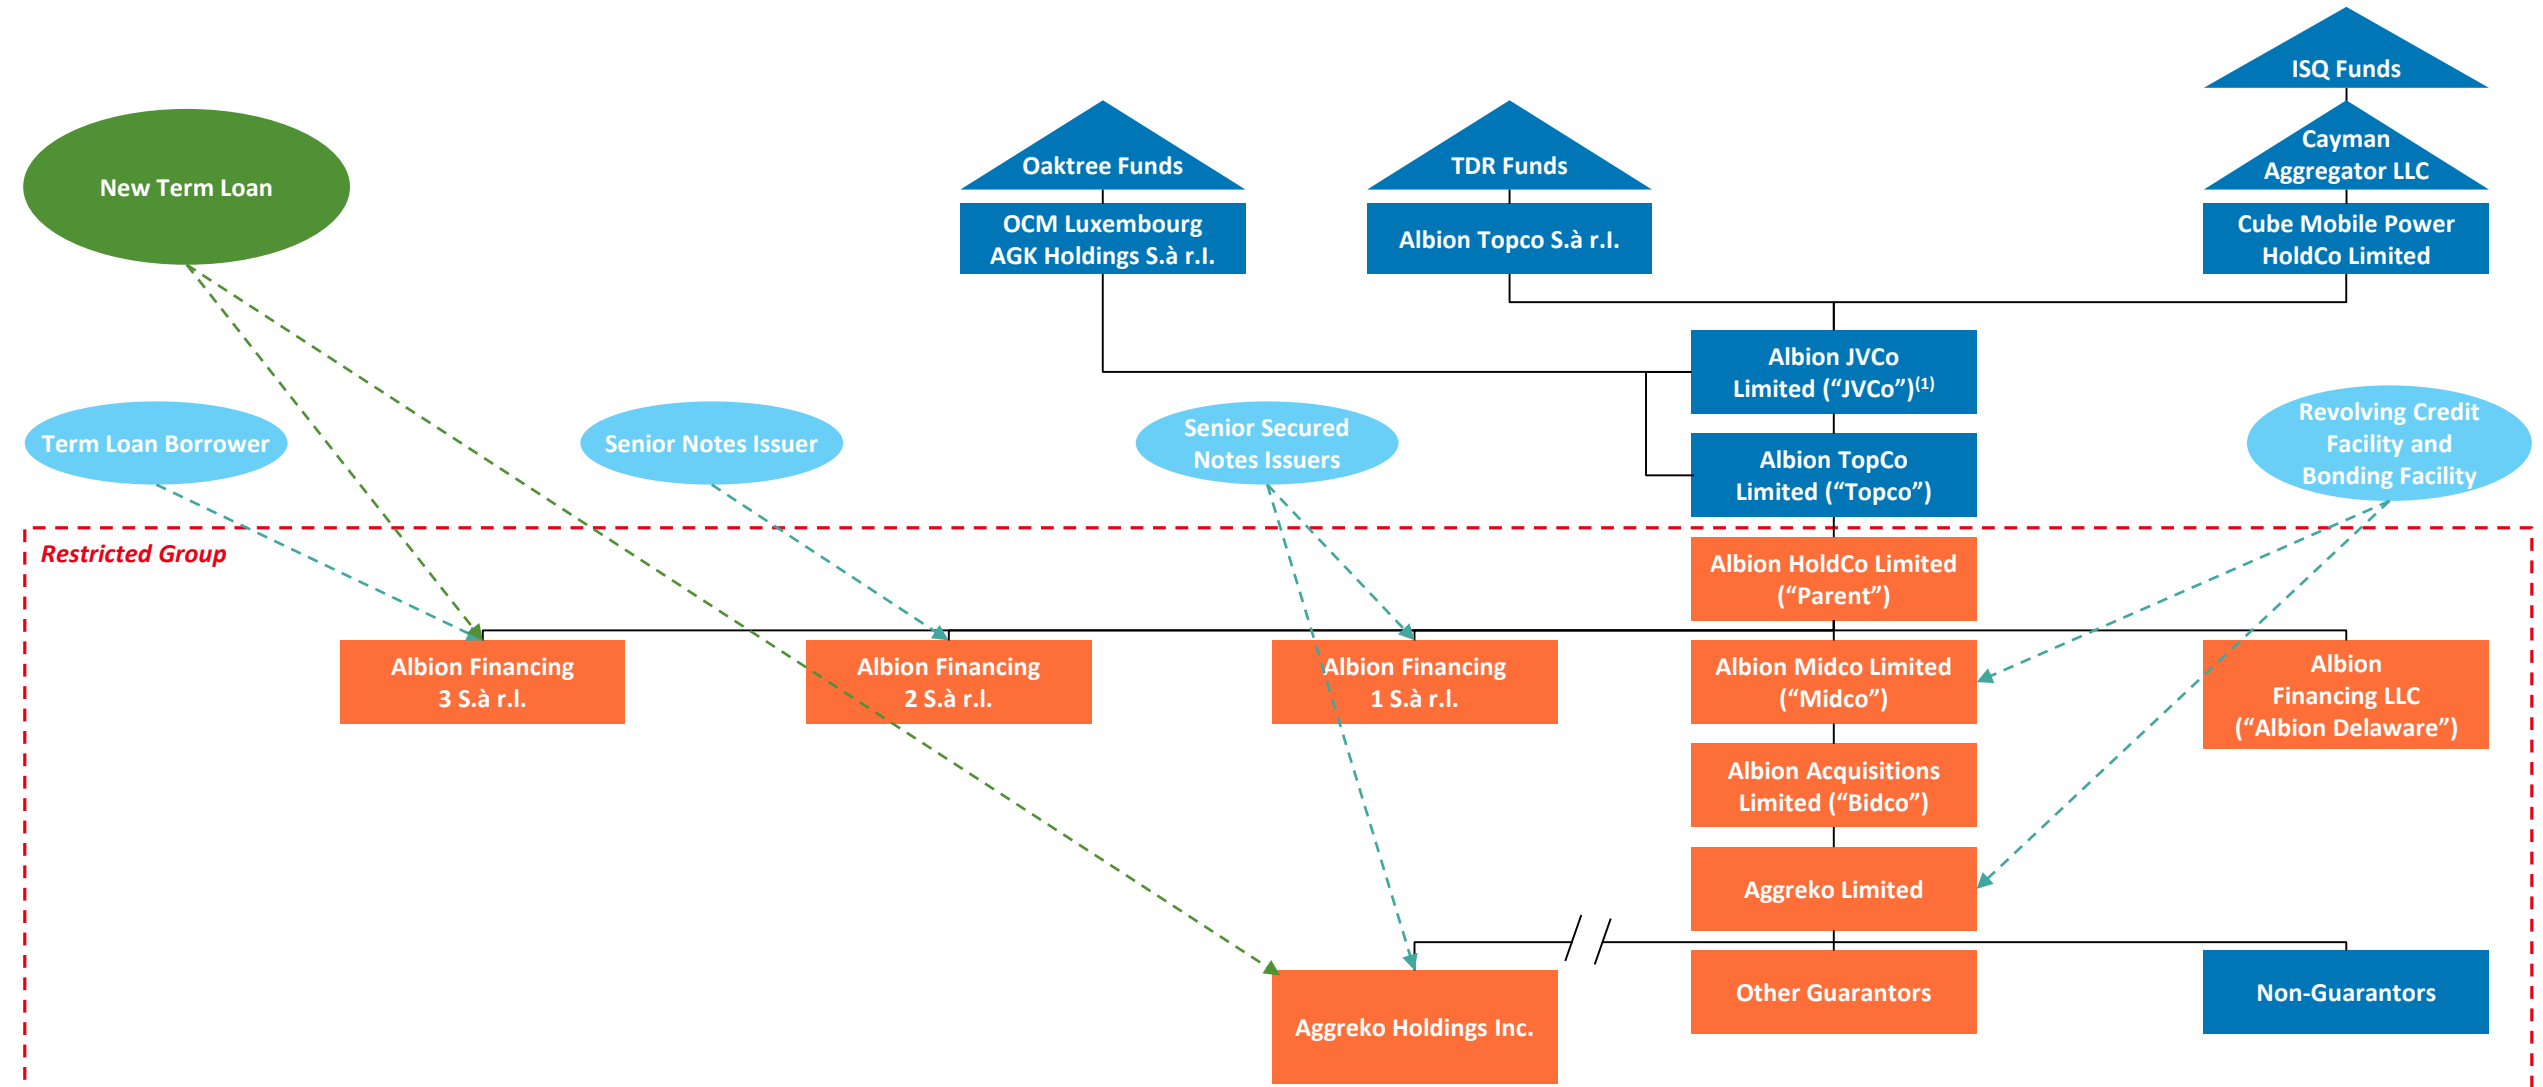 ISQ Funds
Cayman
Aggregator LLC
Oaktree Funds
TDR Funds
New Term Loan
OCM Luxembourg
AGK Holdings S.à r.l.
Albion Topco S.à r.l.
Cube Mobile Power
HoldCo Limited
Albion JVCo
Limited (“JVCo”)(1)
Term Loan Borrower
Senior Notes Issuer
Senior Secured
Notes Issuers
Revolving Credit
Facility and
Bonding Facility
Albion TopCo
Limited (“Topco”)
Restricted Group
Albion HoldCo Limited
(“Parent”)
Albion Financing
3 S.à r.l.
Albion Financing
2 S.à r.l.
Albion Financing
1 S.à r.l.
Albion Midco Limited
(“Midco”)
Albion
Financing LLC
(“Albion Delaware”)
Albion Acquisitions
Limited (“Bidco”)
Aggreko Limited
Aggreko Holdings Inc.
Other Guarantors
Non-Guarantors